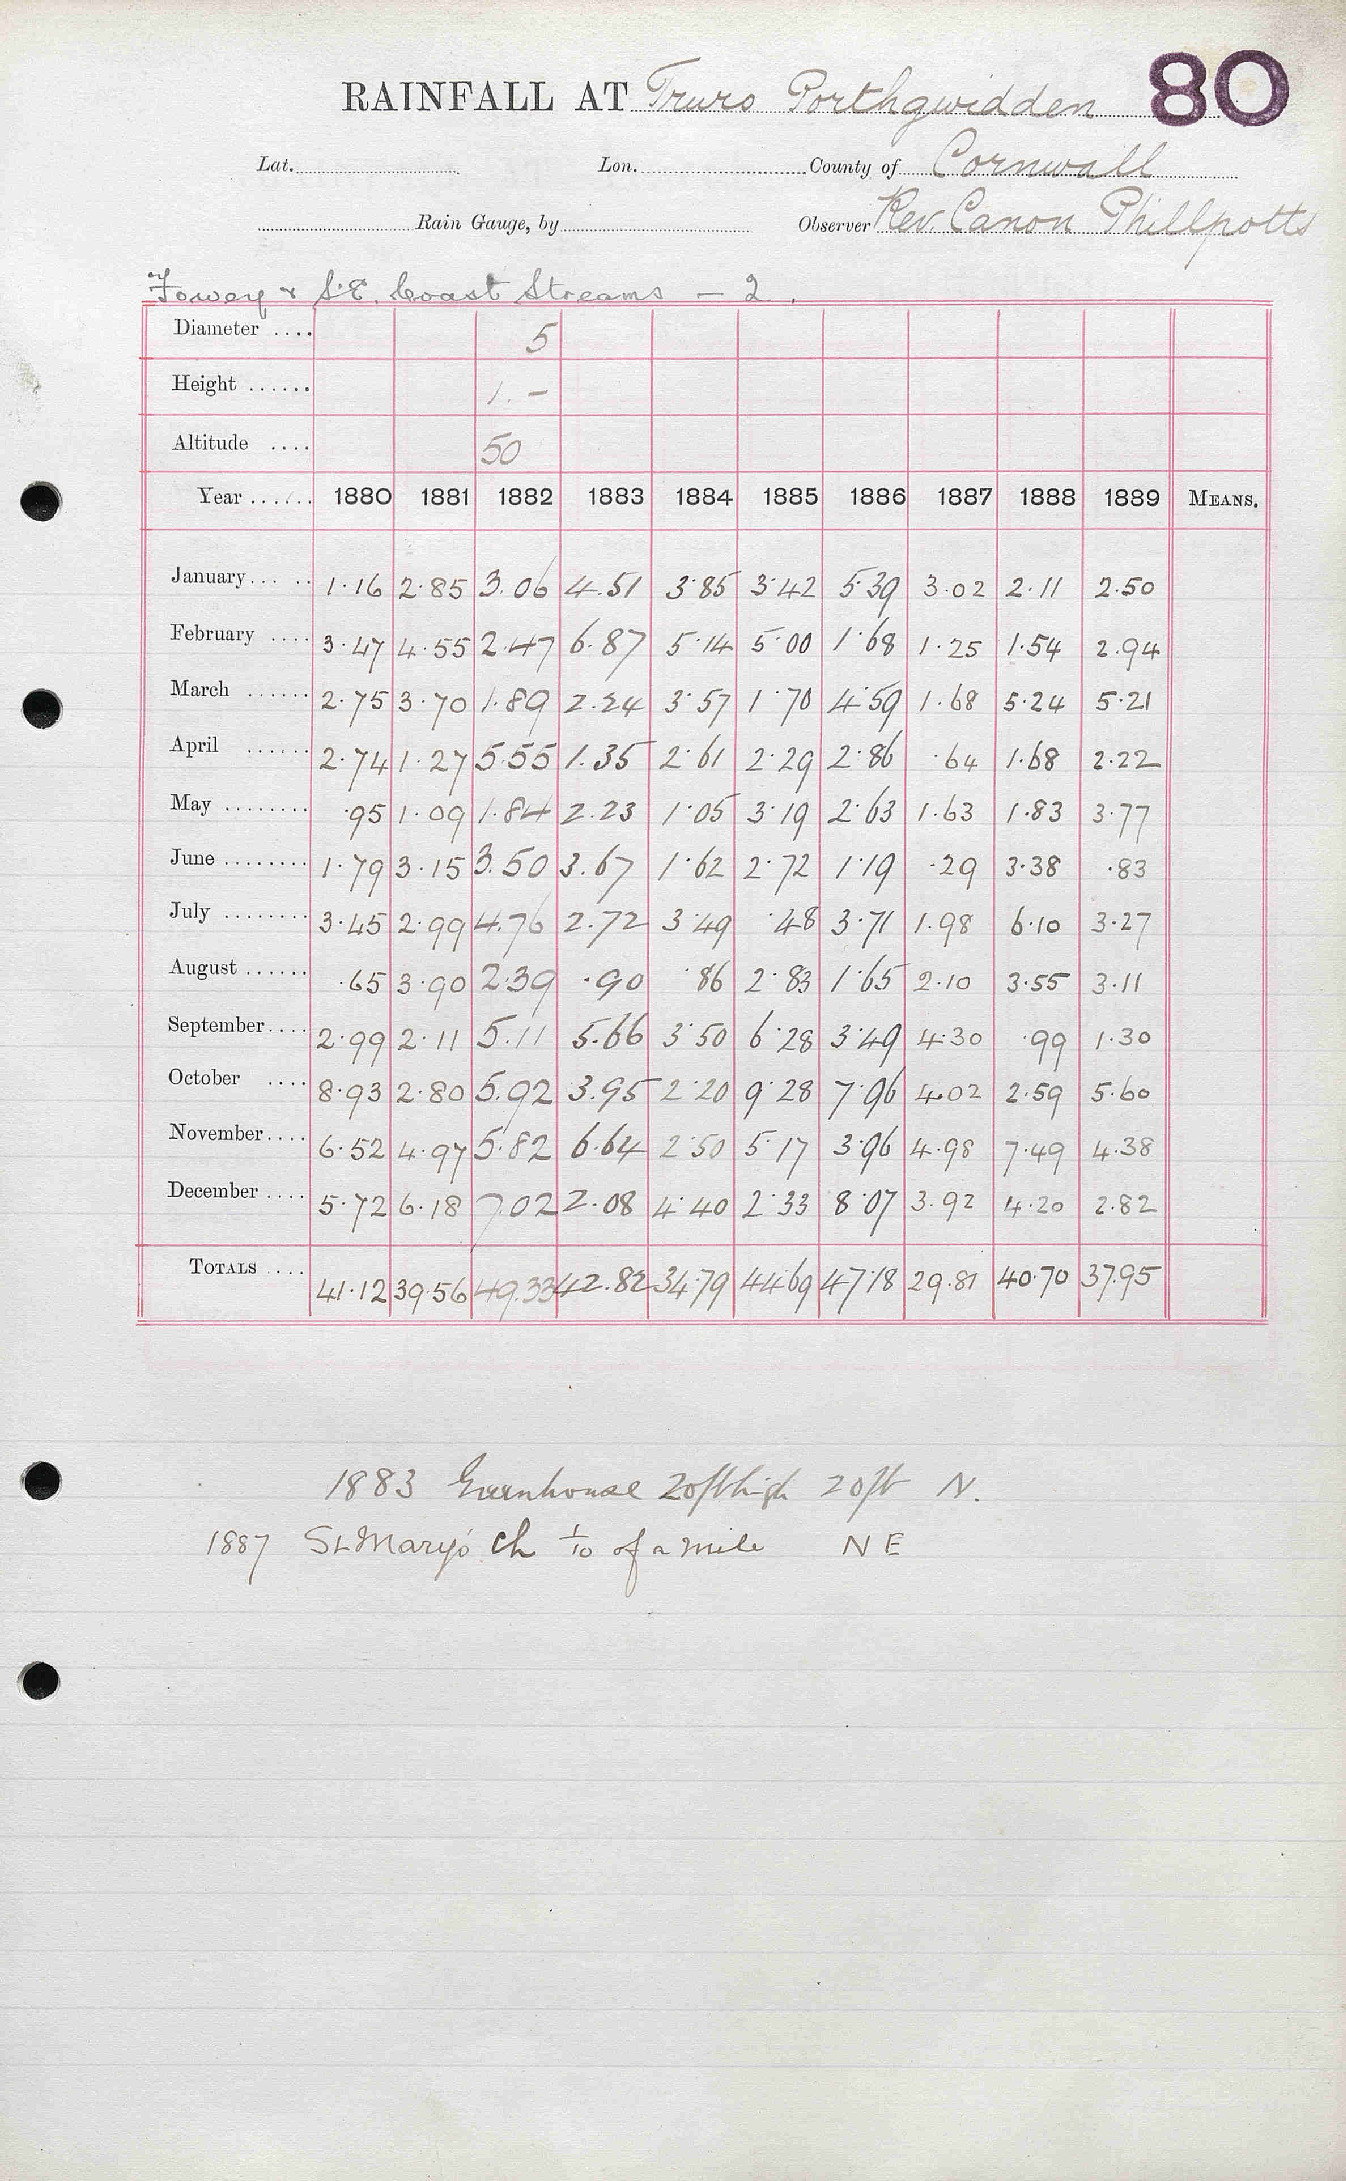 RAINFALL AT Truro Porthgwidden 80
Lat. Lon. County of Cornwall
Rain Gauge, by Observer Rev. Canon Phillpotts
Fowey & S.E. Coast Streams — 2.
Diameter .... 5
Height ...... 1. -
Altitude .... 50
Year ...... 1880 1881 1882 1883 1884 1885 1886 1887 1888 1889 MEANS.
January ..... 1.16 2.85 3.06 4.51 3.85 3.42 5.39 3.02 2.11 2.50
February .... 3.47 4.55 2.47 6.87 5.14 5.00 1.68 1.25 1.54 2.94
March ...... 2.75 3.70 1.89 2.24 3.57 1.70 4.59 1.68 5.24 5.21
April ...... 2.74 1.27 5.55 1.35 2.61 2.29 2.86 .64 1.68 2.22
May ........ .95 1.09 1.84 2.23 1.05 3.19 2.63 1.63 1.83 3.77
June ........ 1.79 3.15 3.50 3.67 1.62 2.72 1.19 .29 3.38 .83
July ........ 3.45 2.99 4.76 2.72 3.49 .48 3.71 1.98 6.10 3.27
August ...... .65 3.90 2.39 .90 .86 2.83 1.65 2.10 3.55 3.11
September .... 2.99 2.11 5.11 5.66 3.50 6.28 3.49 4.30 .99 1.30
October .... 8.93 2.80 5.92 3.95 2.20 9.28 7.96 4.02 2.59 5.60
November .... 6.52 4.97 5.82 6.64 2.50 5.17 3.96 4.98 7.49 4.38
December .... 5.72 6.18 7.02 2.08 4.40 2.33 8.07 3.92 4.20 2.82
TOTALS .... 41.12 39.56 49.33 42.82 34.79 44.69 47.18 29.81 40.70 37.95
1883 Greenhouse 20ft high 20ft N.
1887 St Mary's Ch 1/10 of a mile NE